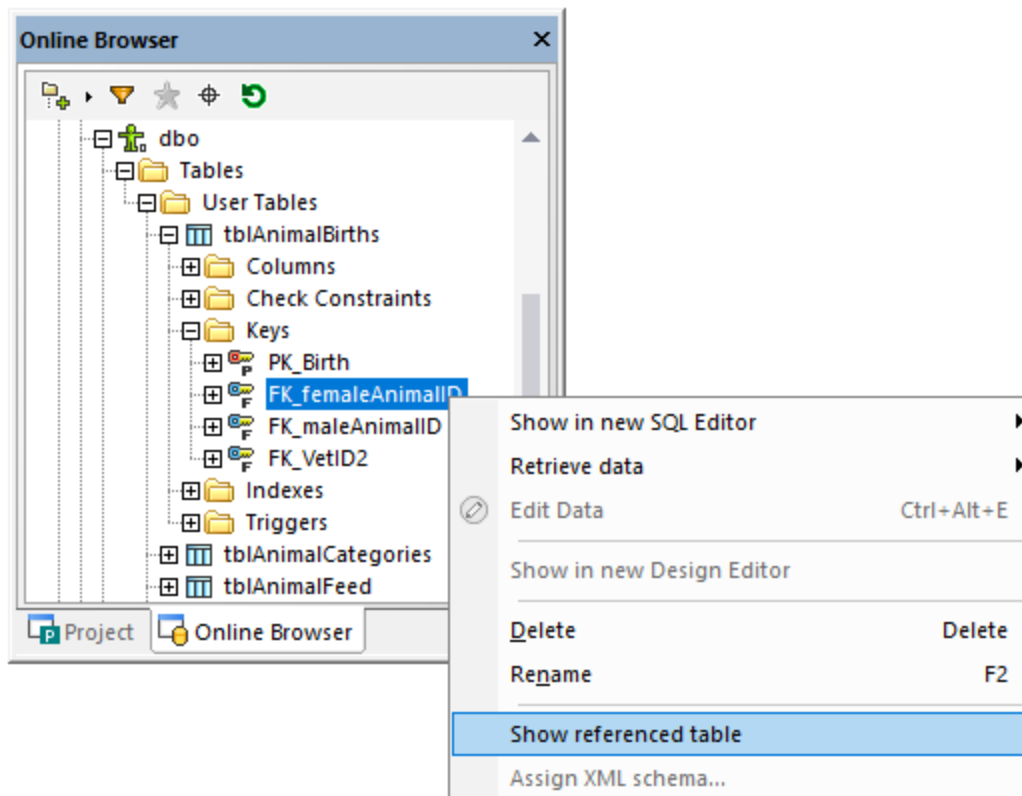 Online Browser
dbo
Tables
User Tables
tblAnimalBirths
Columns
Check Constraints
Keys
P PK_Birth
F FK_femaleAnimalID
F FK_maleAnimalID
F FK_VetID2
Indexes
Triggers
tblAnimalCategories
tblAnimalFeed
P Project
Online Browser
Show in new SQL Editor
Retrieve data
Edit Data Ctrl+Alt+E
Show in new Design Editor
Delete Delete
Rename F2
Show referenced table
Assign XML schema...